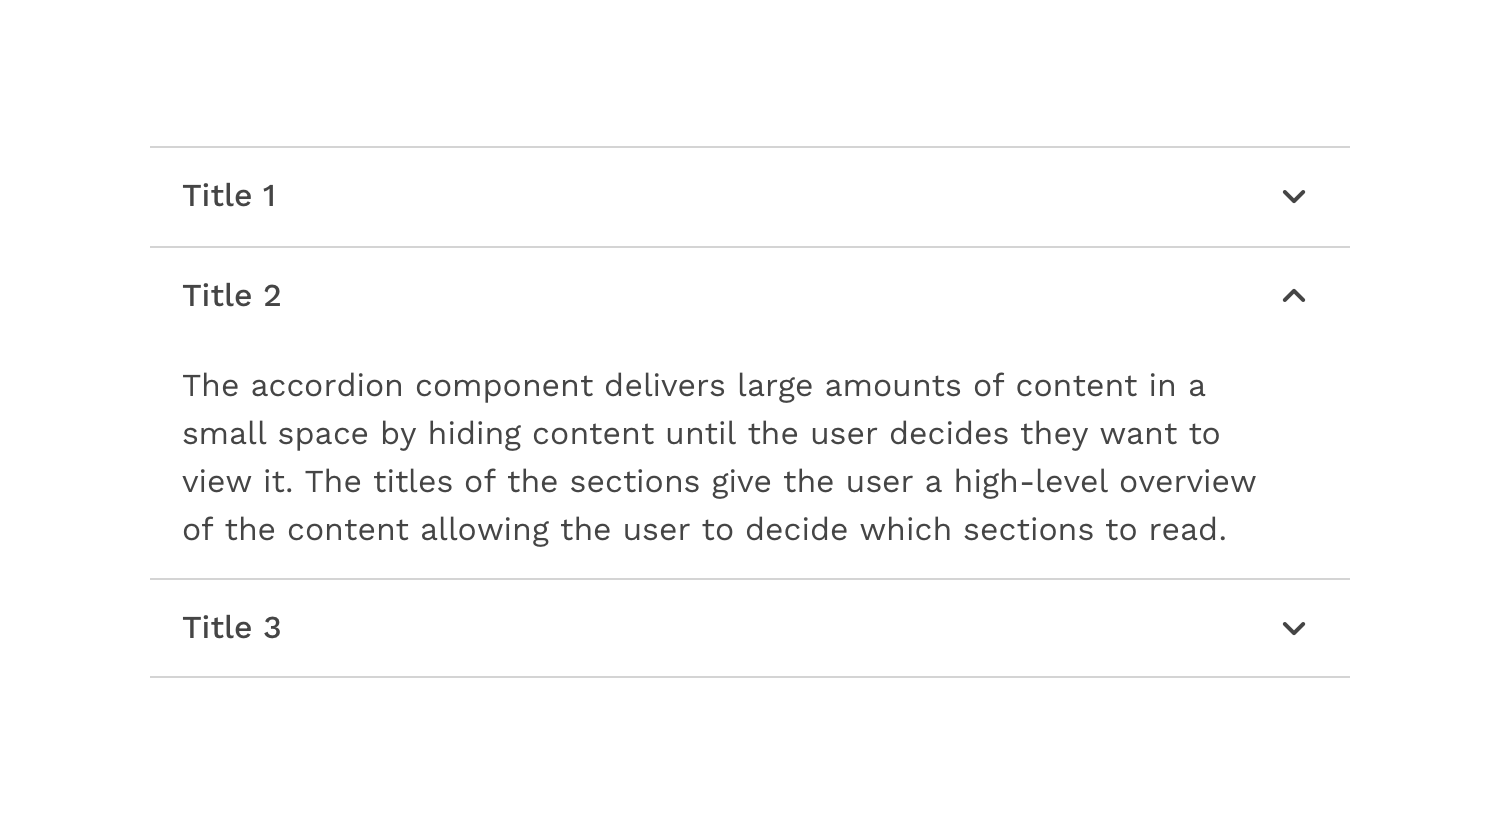 Title 1
Title 2
The accordion component delivers large amounts of content in a
small space by hiding content until the user decides they want to
view it. The titles of the sections give the user a high-level overview
of the content allowing the user to decide which sections to read.
Title 3